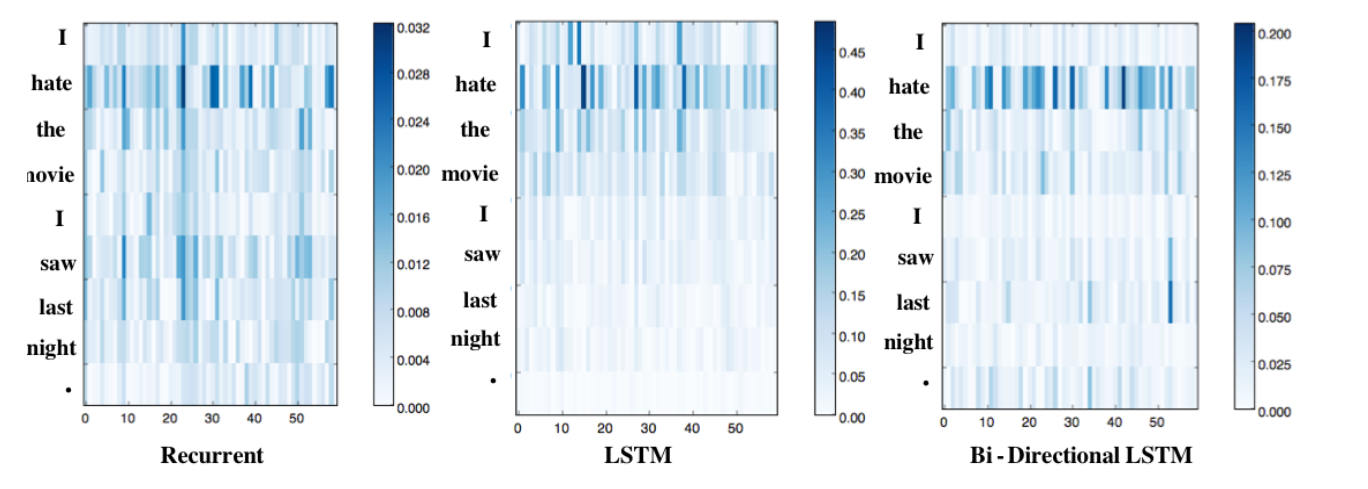 I
hate
the
novie
I
saw
last
night
.
0.032
0.028
0.024
0.020
0.016
0.012
0.008
0.004
0.000
0 10 20 30 40 50
Recurrent
I
hate
the
movie
I
saw
last
night
.
0.45
0.40
0.35
0.30
0.25
0.20
0.15
0.10
0.05
0.00
0 10 20 30 40 50
LSTM
I
hate
the
movie
I
saw
last
night
.
0.200
0.175
0.150
0.125
0.100
0.075
0.050
0.025
0.000
0 10 20 30 40 50
Bi - Directional LSTM